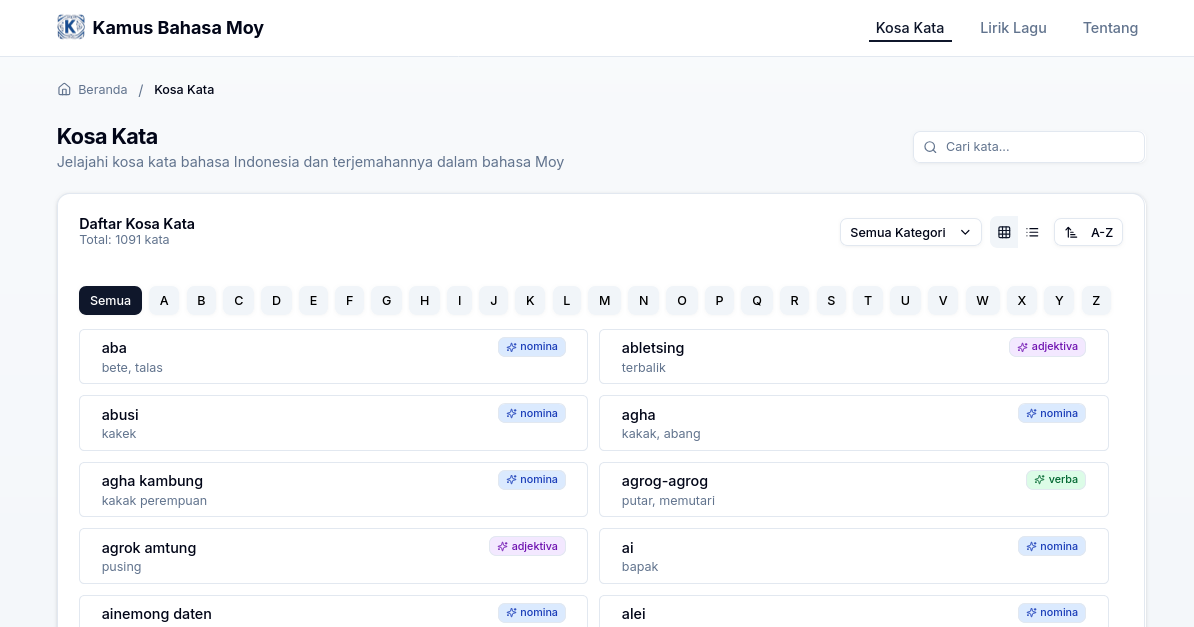 K Kamus Bahasa Moy
Kosa Kata Lirik Lagu Tentang
Beranda / Kosa Kata
Kosa Kata
Jelajahi kosa kata bahasa Indonesia dan terjemahannya dalam bahasa Moy
Cari kata...
Daftar Kosa Kata
Total: 1091 kata
Semua Kategori A-Z
Semua A B C D E F G H I J K L M N O P Q R S T U V W X Y Z
aba nomina
bete, talas
abletsing adjektiva
terbalik
abusi nomina
kakek
agha nomina
kakak, abang
agha kambung nomina
kakak perempuan
agrog-agrog verba
putar, memutari
agrok amtung adjektiva
pusing
ai nomina
bapak
ainemong daten nomina
alei nomina